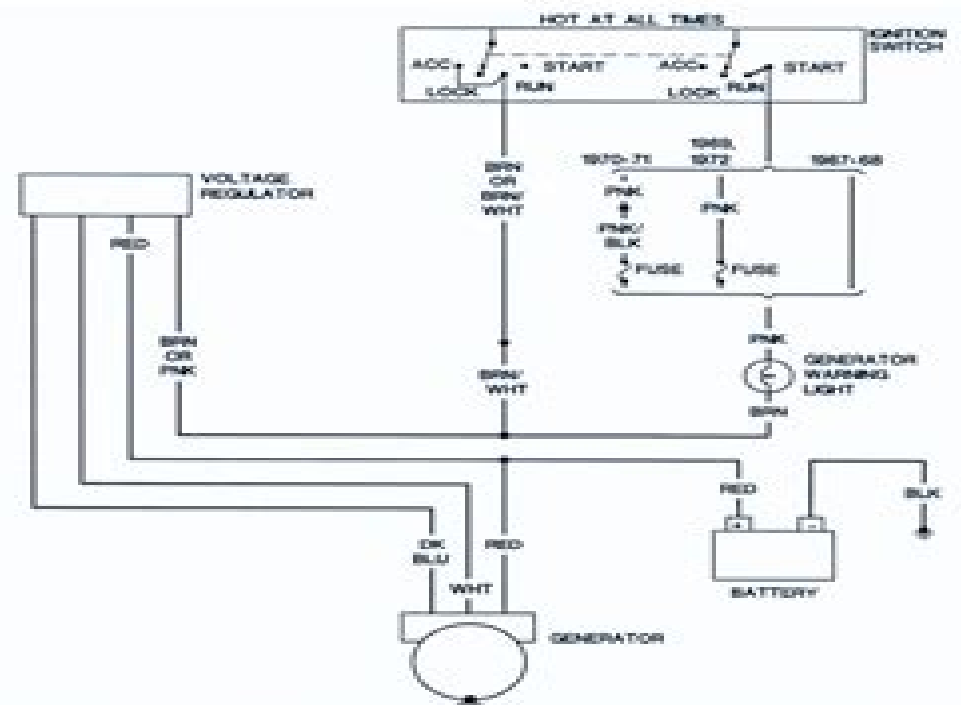 HOT AT ALL TIMES
IGNITION
SWITCH
ACC
START
LOCK
RUN
ACC
START
LOCK
RUN
1970-71
1969,
1972
1967-68
VOLTAGE
REGULATOR
BRN
OR
BRN/
WHT
PNK
PNK/
BLK
FUSE
PNK
FUSE
RED
BRN
OR
PNK
BRN/
WHT
PNK
GENERATOR
WARNING
LIGHT
BRN
RED
BLK
+
-
BATTERY
DK
BLU
WHT
RED
GENERATOR